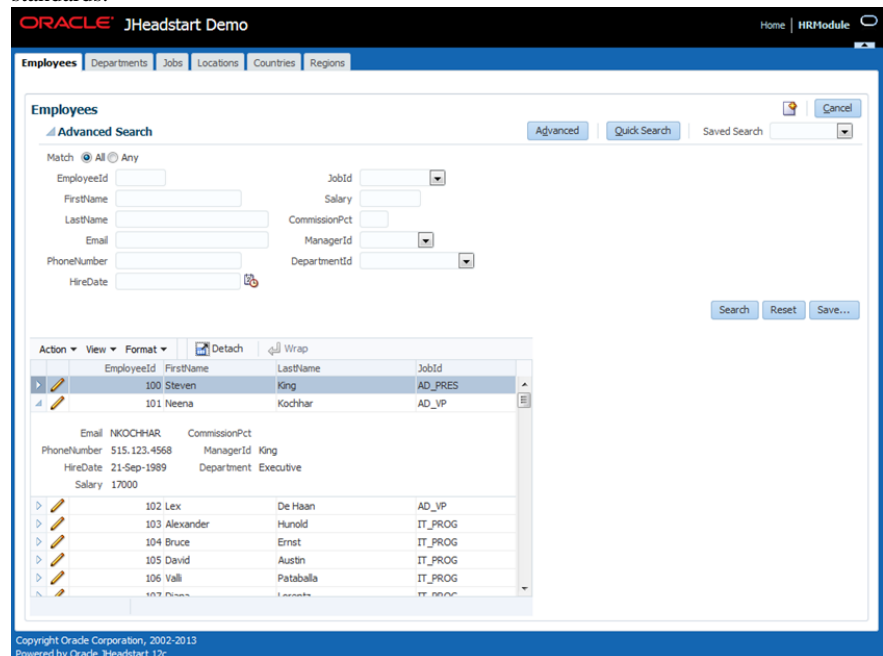 standards.
ORACLE JHeadstart Demo Home HRModule
Employees Departments Jobs Locations Countries Regions
Employees Cancel
Advanced Search Advanced Quick Search Saved Search
Match All Any
EmployeeId JobId
FirstName Salary
LastName CommissionPct
Email ManagerId
PhoneNumber DepartmentId
HireDate
Search Reset Save...
Action View Format Detach Wrap
EmployeeId FirstName LastName JobId
100 Steven King AD_PRES
101 Neena Kochhar AD_VP
Email NKOCHHAR CommissionPct
PhoneNumber 515.123.4568 ManagerId King
HireDate 21-Sep-1989 Department Executive
Salary 17000
102 Lex De Haan AD_VP
103 Alexander Hunold IT_PROG
104 Bruce Ernst IT_PROG
105 David Austin IT_PROG
106 Valli Pataballa IT_PROG
107 Diana Lorentz IT_PROG
Copyright Oracle Corporation, 2002-2013
Powered by Oracle JHeadstart 12c